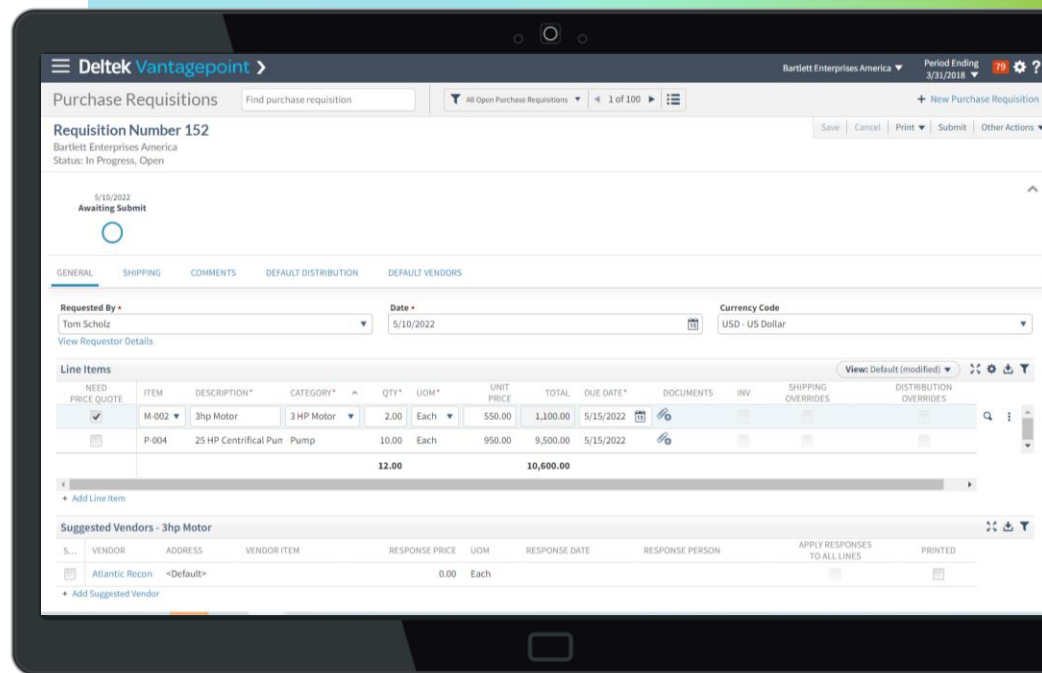 Deltek Vantagepoint
Bartlett Enterprises America
Period Ending
3/31/2018
79
?
Purchase Requisitions
Find purchase requisition
All Open Purchase Requisitions
1 of 100
+ New Purchase Requisition
Requisition Number 152
Save Cancel Print Submit Other Actions
Bartlett Enterprises America
Status: In Progress, Open
5/10/2022
Awaiting Submit
GENERAL SHIPPING COMMENTS DEFAULT DISTRIBUTION DEFAULT VENDORS
Requested By • Date • Currency Code
Tom Scholz 5/10/2022 USD - US Dollar
View Requestor Details
Line Items View: Default (modified)
NEED PRICE QUOTE ITEM DESCRIPTION* CATEGORY* QTY* UOM* UNIT PRICE TOTAL DUE DATE* DOCUMENTS INV SHIPPING OVERRIDES DISTRIBUTION OVERRIDES
M-002 3hp Motor 3 HP Motor 2.00 Each 550.00 1,100.00 5/15/2022
P-004 25 HP Centrifical Pun Pump 10.00 Each 950.00 9,500.00 5/15/2022
12.00 10,600.00
+ Add Line Item
Suggested Vendors - 3hp Motor
S... VENDOR ADDRESS VENDOR ITEM RESPONSE PRICE UOM RESPONSE DATE RESPONSE PERSON APPLY RESPONSES TO ALL LINES PRINTED
Atlantic Recon <Default> 0.00 Each
+ Add Suggested Vendor